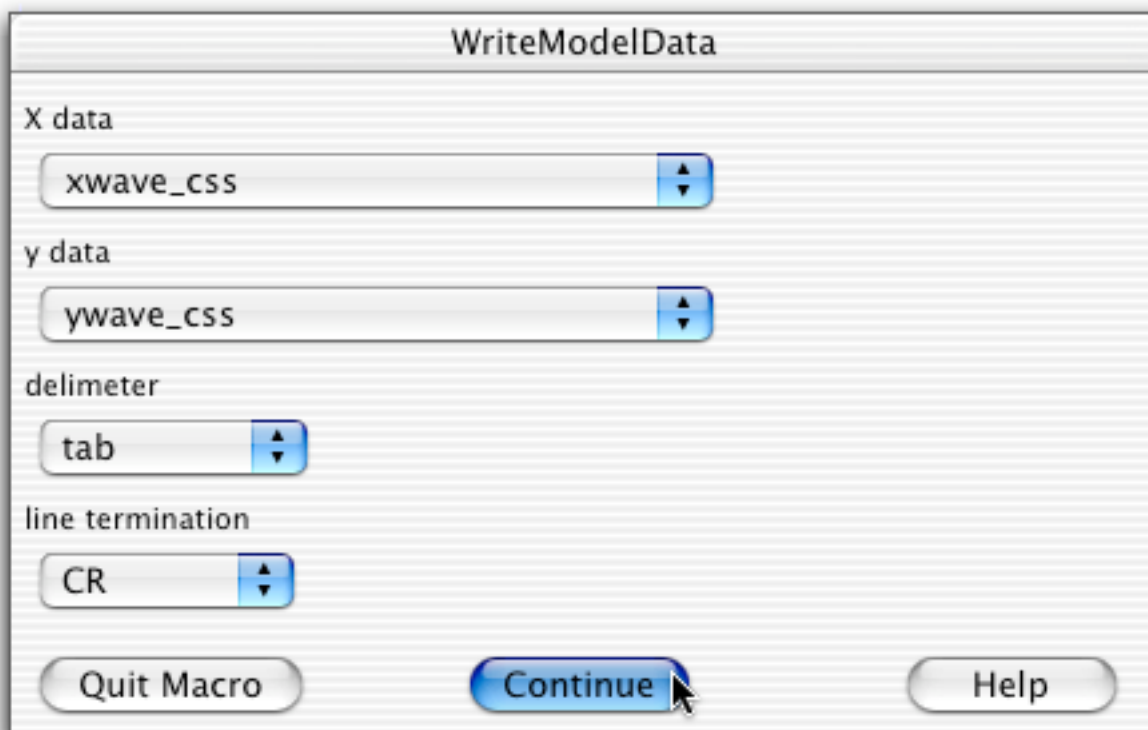 WriteModelData
X data
xwave_css
y data
ywave_css
delimeter
tab
line termination
CR
Quit Macro Continue Help